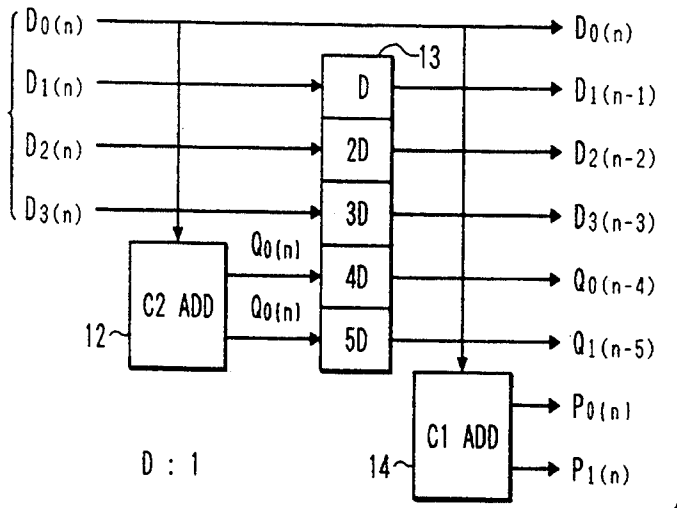 D0(n) D0(n)
13
D1(n) D D1(n-1)
D2(n) 2D D2(n-2)
D3(n) 3D D3(n-3)
Q0(n) 4D Q0(n-4)
C2 ADD
12
Q0(n) 5D Q1(n-5)
P0(n)
C1 ADD
D : 1 14 P1(n)